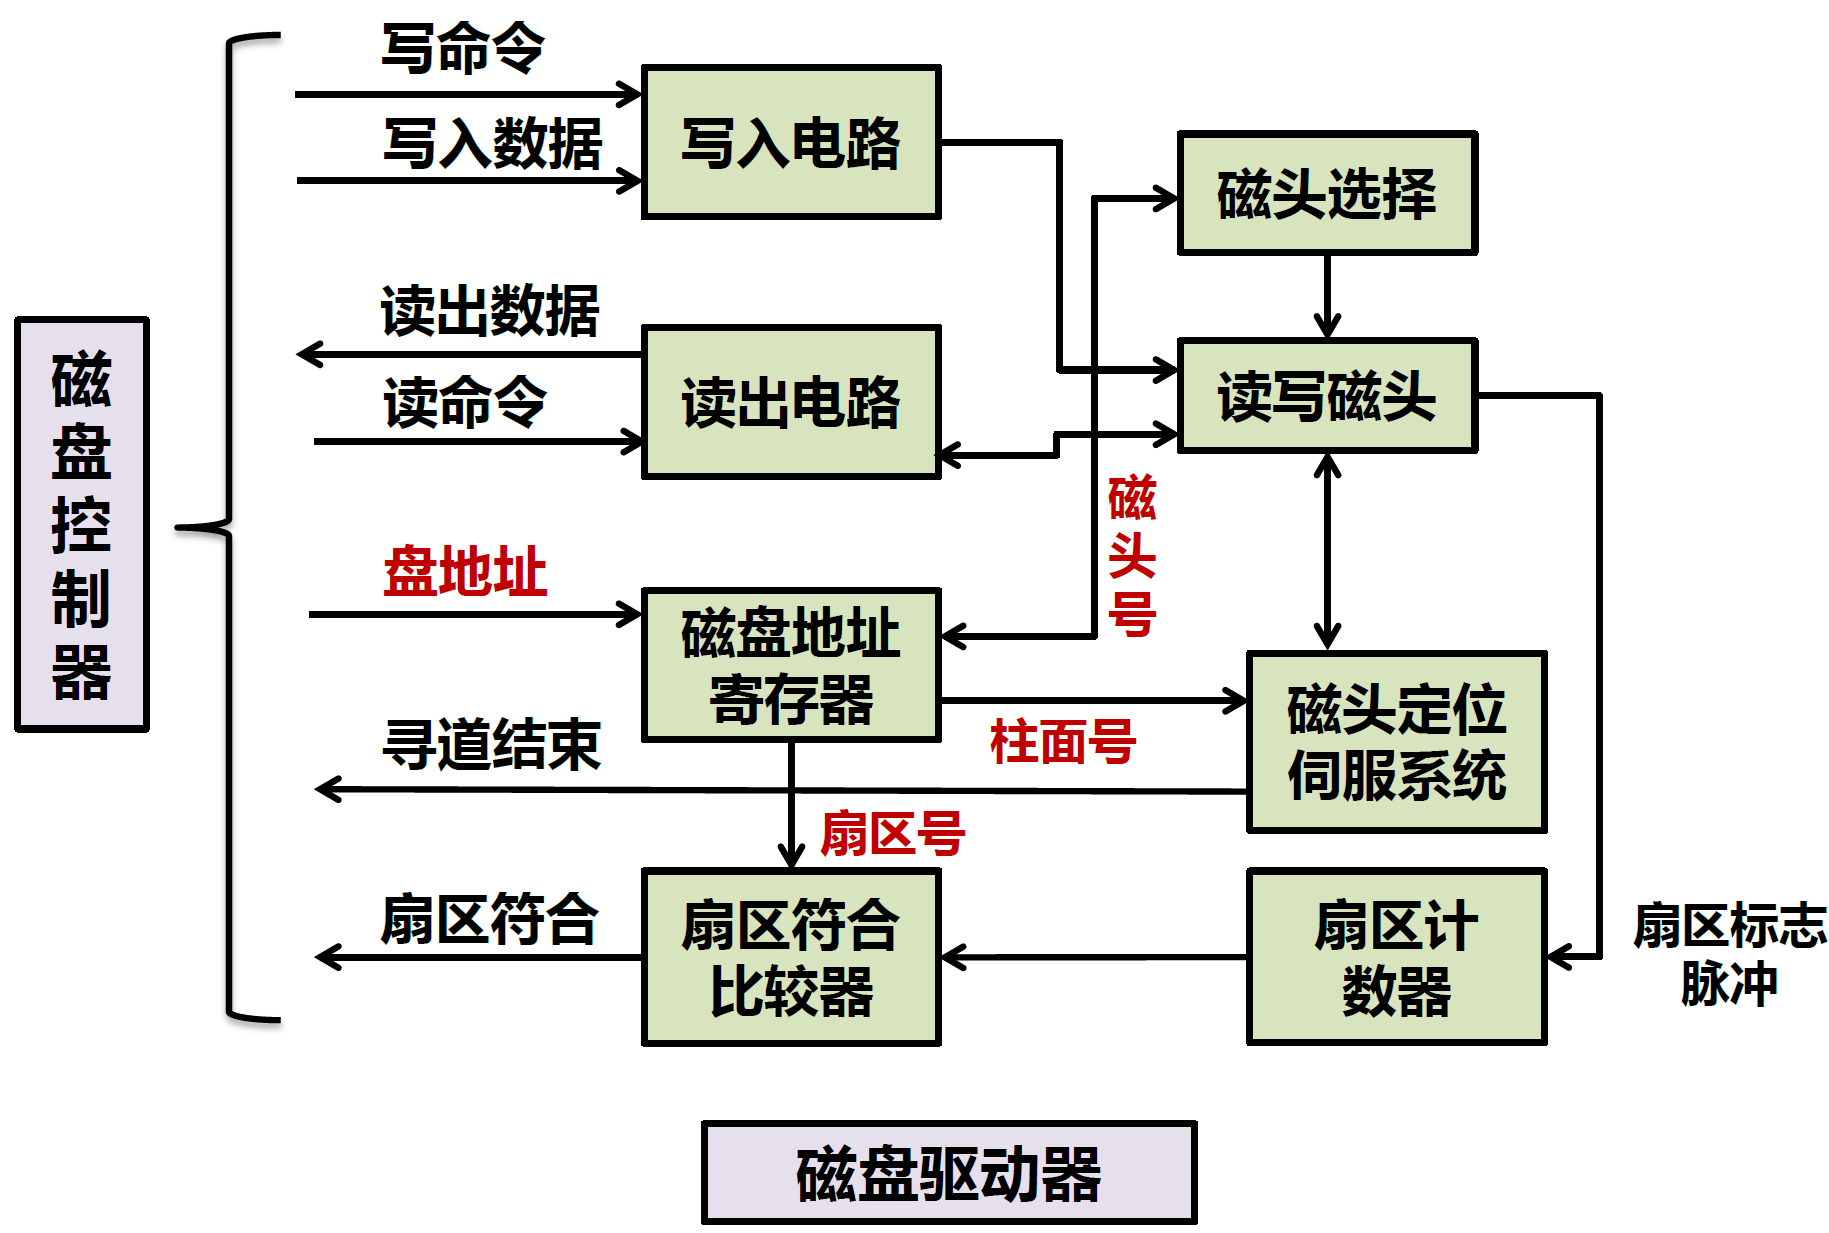 磁盘控制器
写命令
写入数据
写入电路
磁头选择
读出数据
读命令
读出电路
读写磁头
磁头号
盘地址
磁盘地址
寄存器
柱面号
磁头定位
伺服系统
寻道结束
扇区号
扇区符合
扇区符合
比较器
扇区计
数器
扇区标志
脉冲
磁盘驱动器